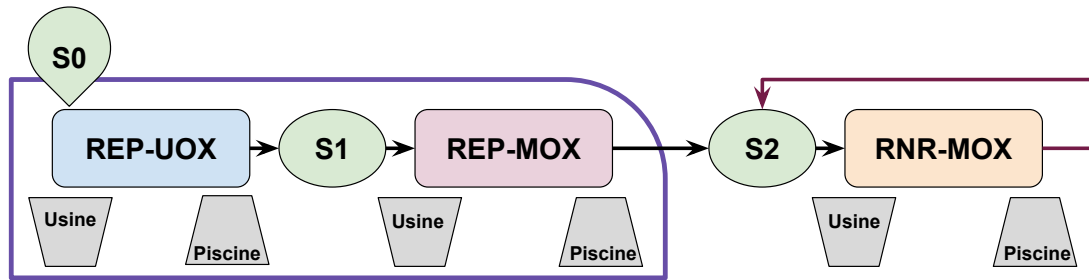 S0
REP-UOX
S1
REP-MOX
S2
RNR-MOX
Usine
Piscine
Usine
Piscine
Usine
Piscine